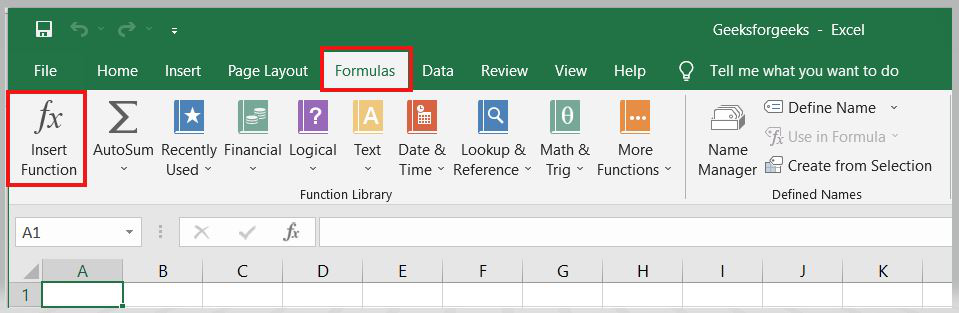 Geeksforgeeks - Excel
File Home Insert Page Layout Formulas Data Review View Help Tell me what you want to do
fx Σ ★ ? A θ
Insert Function
AutoSum
Recently Used
Financial
Logical
Text
Date & Time
Lookup & Reference
Math & Trig
More Functions
Function Library
Name Manager
Define Name
fx Use in Formula
Create from Selection
Defined Names
A1 fx
A B C D E F G H I J K
1